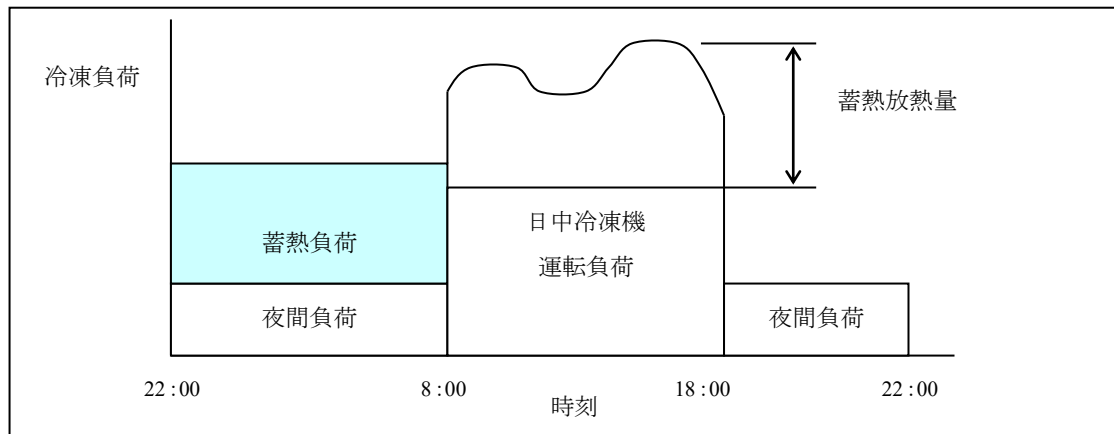 冷凍負荷
蓄熱放熱量
日中冷凍機
運転負荷
蓄熱負荷
夜間負荷
夜間負荷
22:00
8:00
18:00
22:00
時刻